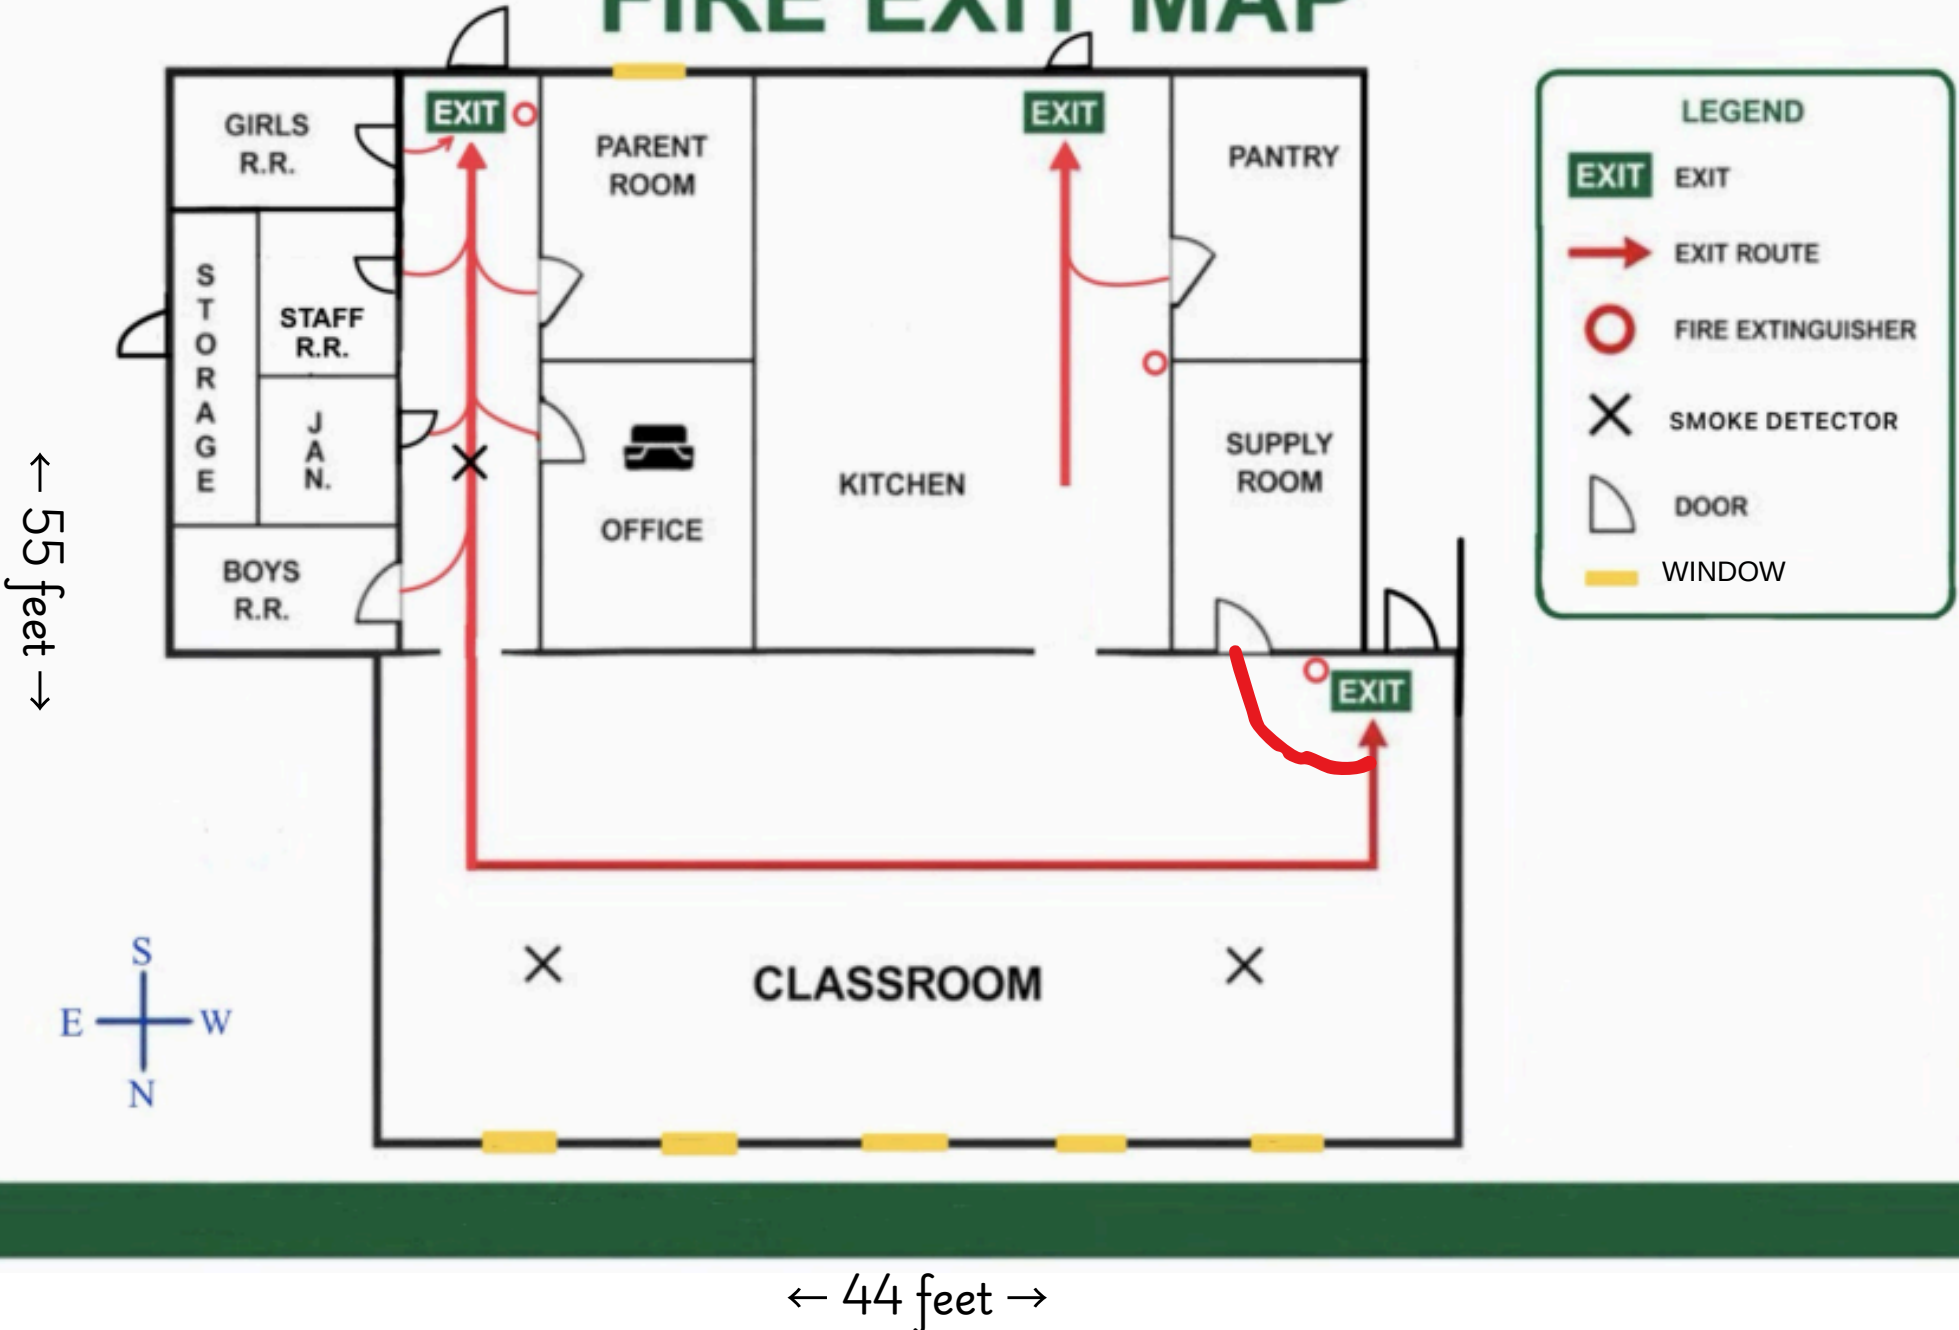 FIRE EXIT MAP
GIRLS
R.R.
EXIT
PARENT
ROOM
EXIT
PANTRY
S
T
O
R
A
G
E
STAFF
R.R.
J
A
N.
OFFICE
KITCHEN
SUPPLY
ROOM
BOYS
R.R.
EXIT
CLASSROOM
LEGEND
EXIT EXIT
EXIT ROUTE
FIRE EXTINGUISHER
SMOKE DETECTOR
DOOR
WINDOW
← 55 feet →
S
E W
N
← 44 feet →